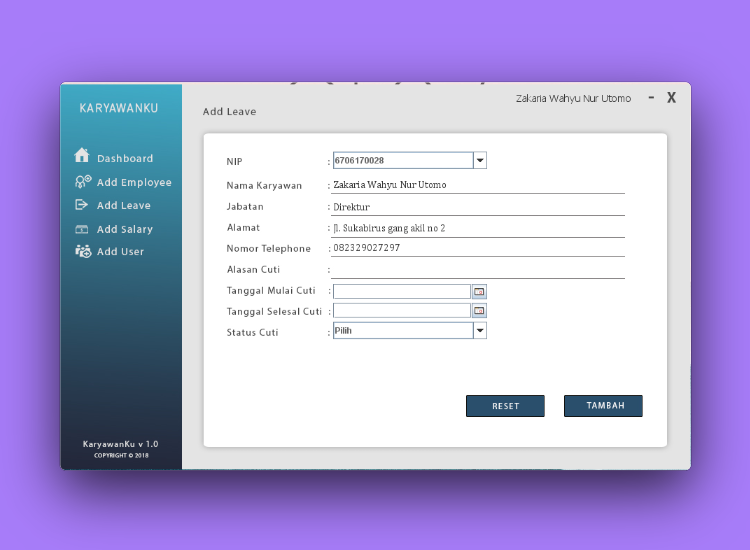 Zakaria Wahyu Nur Utomo - X
KARYAWANKU
Add Leave
Dashboard
Add Employee
Add Leave
Add Salary
Add User
NIP : 6706170028
Nama Karyawan : Zakaria Wahyu Nur Utomo
Jabatan : Direktur
Alamat : Jl. Sukabirus gang akil no 2
Nomor Telephone : 082329027297
Alasan Cuti :
Tanggal Mulai Cuti :
Tanggal Selesai Cuti :
Status Cuti : Pilih
RESET TAMBAH
KaryawanKu v 1.0
COPYRIGHT © 2018